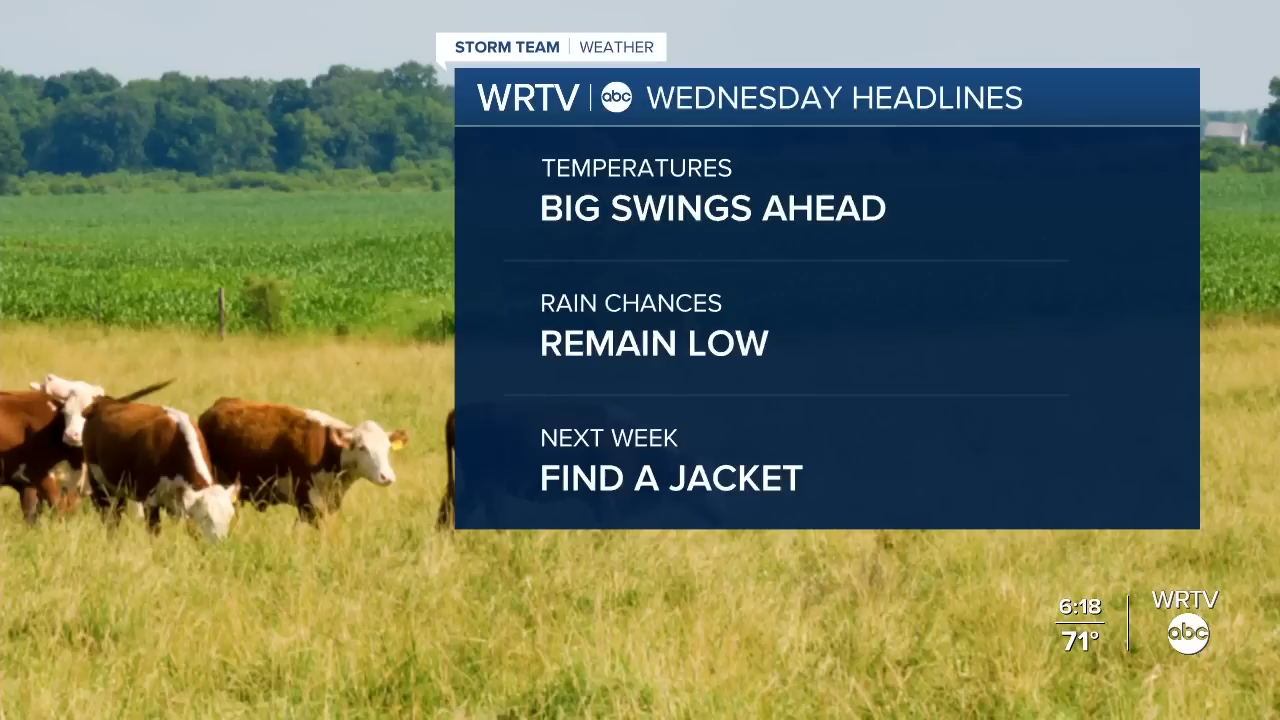 STORM TEAM | WEATHER
WRTV | abc WEDNESDAY HEADLINES
TEMPERATURES
BIG SWINGS AHEAD
RAIN CHANCES
REMAIN LOW
NEXT WEEK
FIND A JACKET
6:18
71°
WRTV
abc